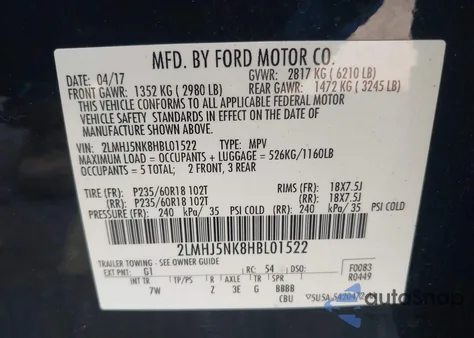 MFD. BY FORD MOTOR CO.
DATE: 04/17 GVWR: 2817 KG ( 6210 LB)
FRONT GAWR: 1352 KG ( 2980 LB) REAR GAWR: 1472 KG ( 3245 LB)
THIS VEHICLE CONFORMS TO ALL APPLICABLE FEDERAL MOTOR
VEHICLE SAFETY STANDARDS IN EFFECT ON THE DATE OF
MANUFACTURE SHOWN ABOVE.
VIN: 2LMHJ5NK8HBL01522 TYPE: MPV
MAXIMUM LOAD = OCCUPANTS + LUGGAGE = 526KG/1160LB
OCCUPANTS = 5 TOTAL; 2 FRONT, 3 REAR
TIRE (FR): P235/60R18 102T RIMS (FR): 18X7.5J
(RR): P235/60R18 102T (RR): 18X7.5J
PRESSURE (FR): 240 kPa/ 35 PSI COLD (RR): 240 kPa/ 35 PSI COLD
2LMHJ5NK8HBL01522
TRAILER TOWING - SEE OWNER GUIDE
EXT PNT: G1 RC: 54 DSO: F0083
R0449
INT TR TP/PS R AXLE TR SPR
7W Z 3E G BBBB
CBU
autoSnap